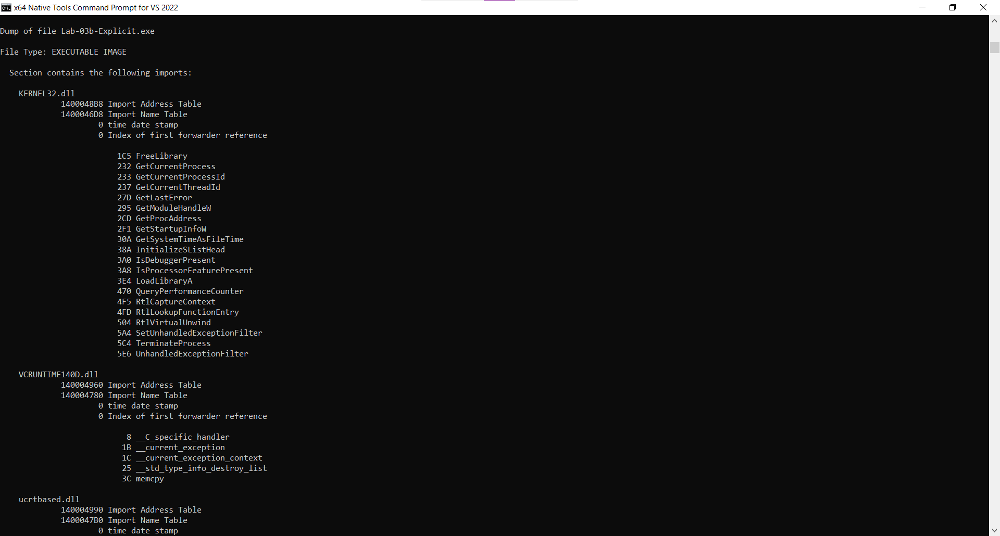 x64 Native Tools Command Prompt for VS 2022
Dump of file Lab-03b-Explicit.exe
File Type: EXECUTABLE IMAGE
Section contains the following imports:
KERNEL32.dll
1400048B8 Import Address Table
1400046D8 Import Name Table
0 time date stamp
0 Index of first forwarder reference
1C5 FreeLibrary
232 GetCurrentProcess
233 GetCurrentProcessId
237 GetCurrentThreadId
27D GetLastError
295 GetModuleHandleW
2CD GetProcAddress
2F1 GetStartupInfoW
30A GetSystemTimeAsFileTime
38A InitializeSListHead
3A0 IsDebuggerPresent
3A8 IsProcessorFeaturePresent
3E4 LoadLibraryA
470 QueryPerformanceCounter
4F5 RtlCaptureContext
4FD RtlLookupFunctionEntry
504 RtlVirtualUnwind
5A4 SetUnhandledExceptionFilter
5C4 TerminateProcess
5E6 UnhandledExceptionFilter
VCRUNTIME140D.dll
140004960 Import Address Table
140004780 Import Name Table
0 time date stamp
0 Index of first forwarder reference
8 __C_specific_handler
1B __current_exception
1C __current_exception_context
25 __std_type_info_destroy_list
3C memcpy
ucrtbased.dll
140004990 Import Address Table
1400047B0 Import Name Table
0 time date stamp